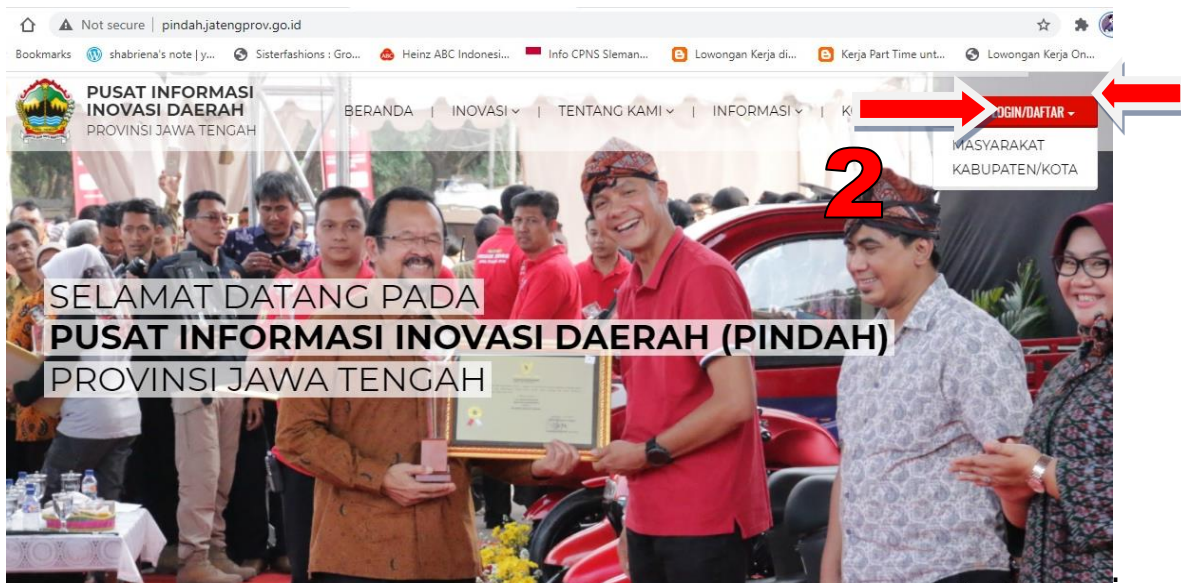 Not secure | pindah.jatengprov.go.id
Bookmarks shabriena's note | y... Sisterfashions : Gro... Heinz ABC Indonesi... Info CPNS Sleman... Lowongan Kerja di... Kerja Part Time unt... Lowongan Kerja On...
PUSAT INFORMASI
INOVASI DAERAH
PROVINSI JAWA TENGAH
BERANDA | INOVASI | TENTANG KAMI | INFORMASI |
LOGIN/DAFTAR
MASYARAKAT
KABUPATEN/KOTA
2
SELAMAT DATANG PADA
PUSAT INFORMASI INOVASI DAERAH (PINDAH)
PROVINSI JAWA TENGAH